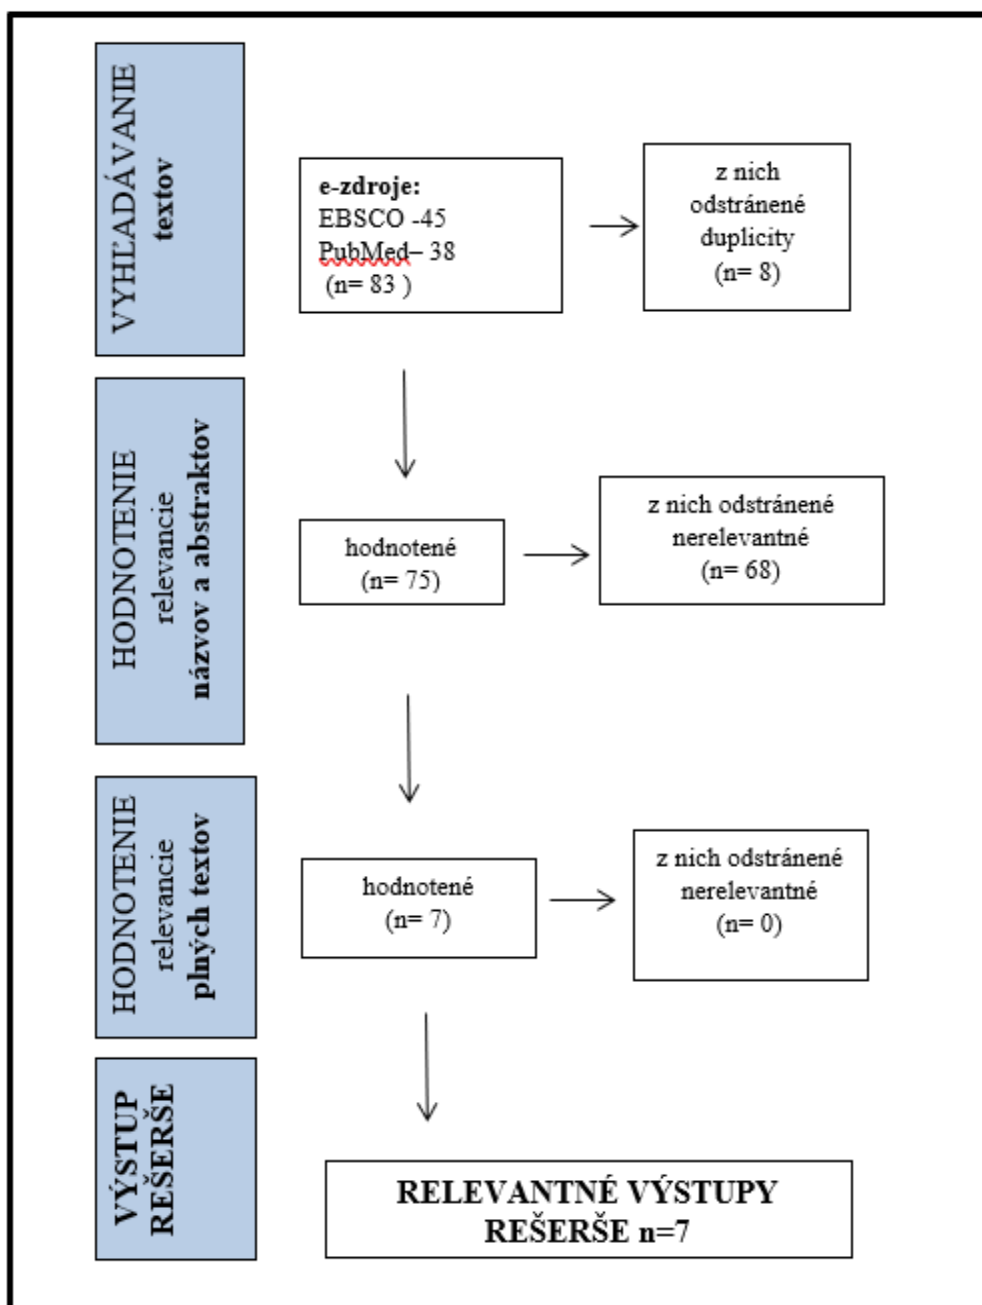 VYHĽADÁVANIE
textov
e-zdroje:
EBSCO -45
PubMed– 38
(n= 83 )
z nich
odstránené
duplicity
(n= 8)
HODNOTENIE
relevancie
názvov a abstraktov
hodnotené
(n= 75)
z nich odstránené
nerelevantné
(n= 68)
HODNOTENIE
relevancie
plných textov
hodnotené
(n= 7)
z nich odstránené
nerelevantné
(n= 0)
VÝSTUP
REŠERŠE
RELEVANTNÉ VÝSTUPY
REŠERŠE n=7